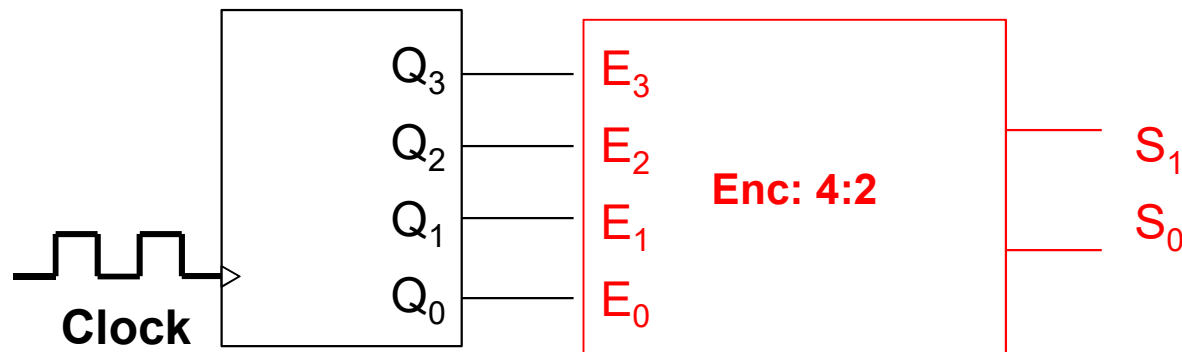 Q₃ E₃
Q₂ E₂ S₁
Enc: 4:2
Q₁ E₁ S₀
Q₀ E₀
Clock